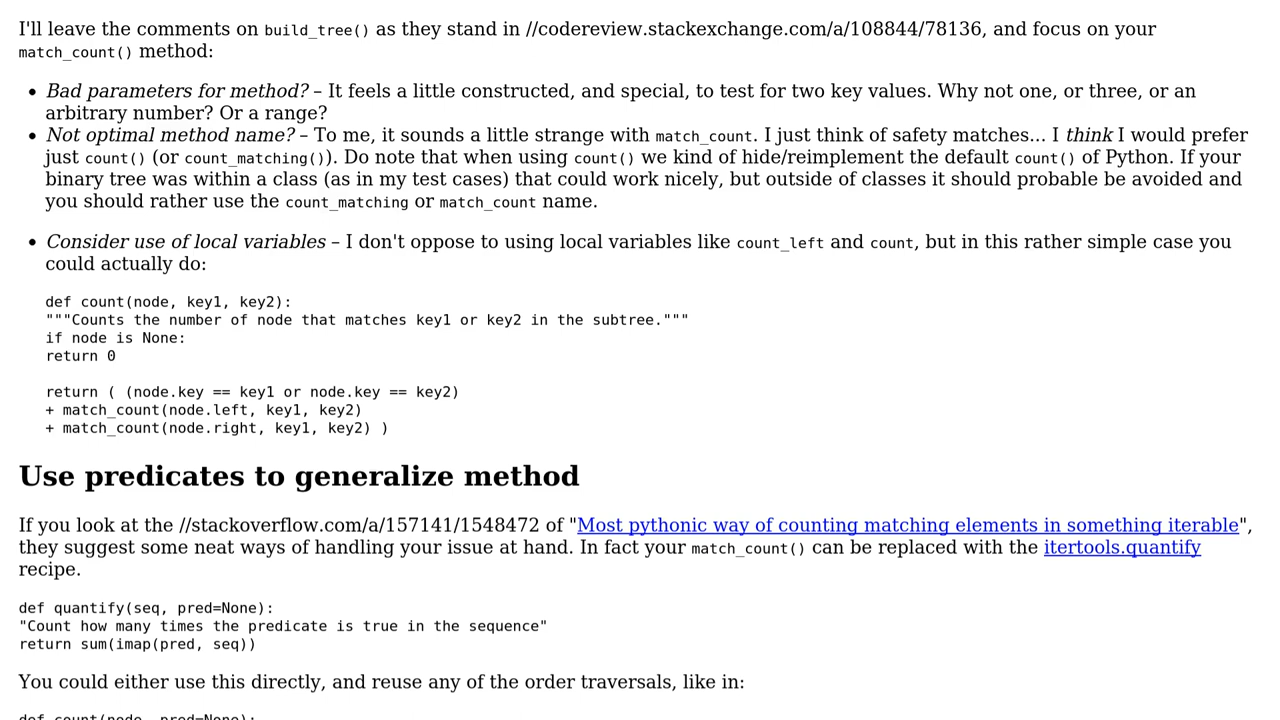 I'll leave the comments on build_tree() as they stand in //codereview.stackexchange.com/a/108844/78136, and focus on your
match_count() method:
• Bad parameters for method? – It feels a little constructed, and special, to test for two key values. Why not one, or three, or an
arbitrary number? Or a range?
• Not optimal method name? – To me, it sounds a little strange with match_count. I just think of safety matches... I think I would prefer
just count() (or count_matching()). Do note that when using count() we kind of hide/reimplement the default count() of Python. If your
binary tree was within a class (as in my test cases) that could work nicely, but outside of classes it should probable be avoided and
you should rather use the count_matching or match_count name.
• Consider use of local variables – I don't oppose to using local variables like count_left and count, but in this rather simple case you
could actually do:
def count(node, key1, key2):
"""Counts the number of node that matches key1 or key2 in the subtree."""
if node is None:
return 0
return ( (node.key == key1 or node.key == key2)
+ match_count(node.left, key1, key2)
+ match_count(node.right, key1, key2) )
Use predicates to generalize method
If you look at the //stackoverflow.com/a/157141/1548472 of "Most pythonic way of counting matching elements in something iterable",
they suggest some neat ways of handling your issue at hand. In fact your match_count() can be replaced with the itertools.quantify
recipe.
def quantify(seq, pred=None):
"Count how many times the predicate is true in the sequence"
return sum(imap(pred, seq))
You could either use this directly, and reuse any of the order traversals, like in:
def count(node, pred=None):